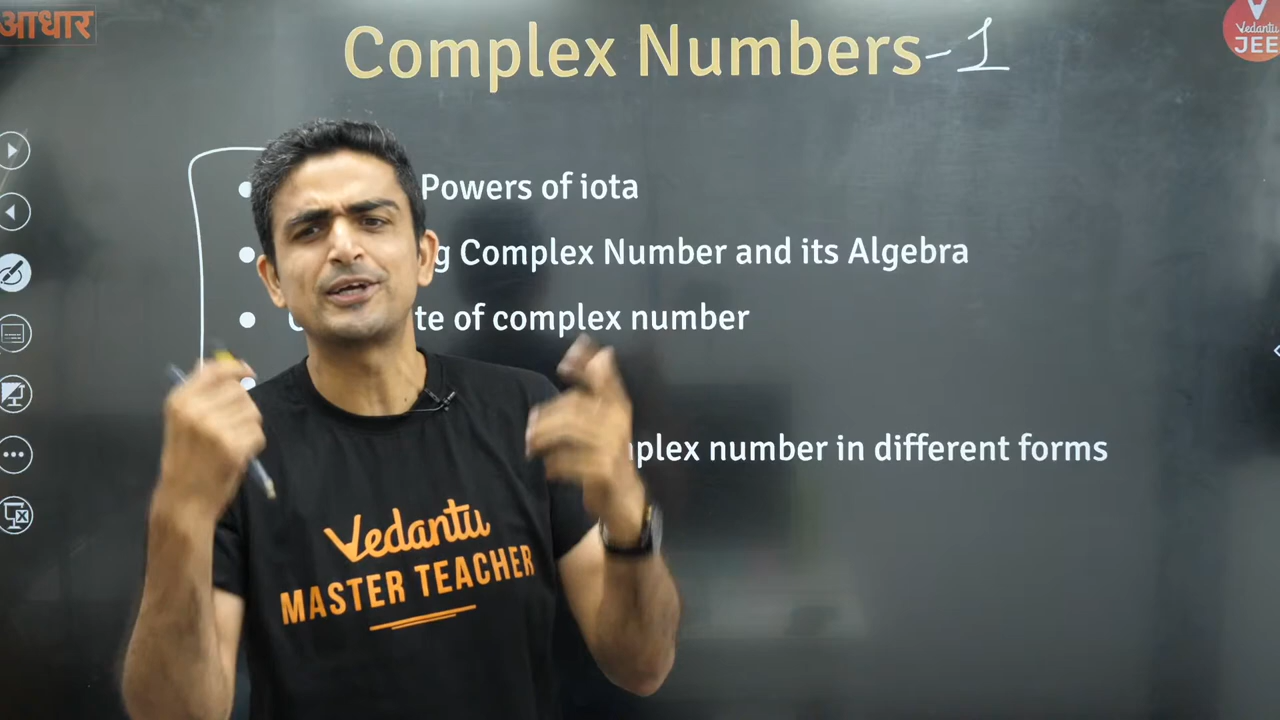 आधार
Complex Numbers-1
Vedantu
JEE
Powers of iota
g Complex Number and its Algebra
te of complex number
mplex number in different forms
Vedantu
MASTER TEACHER